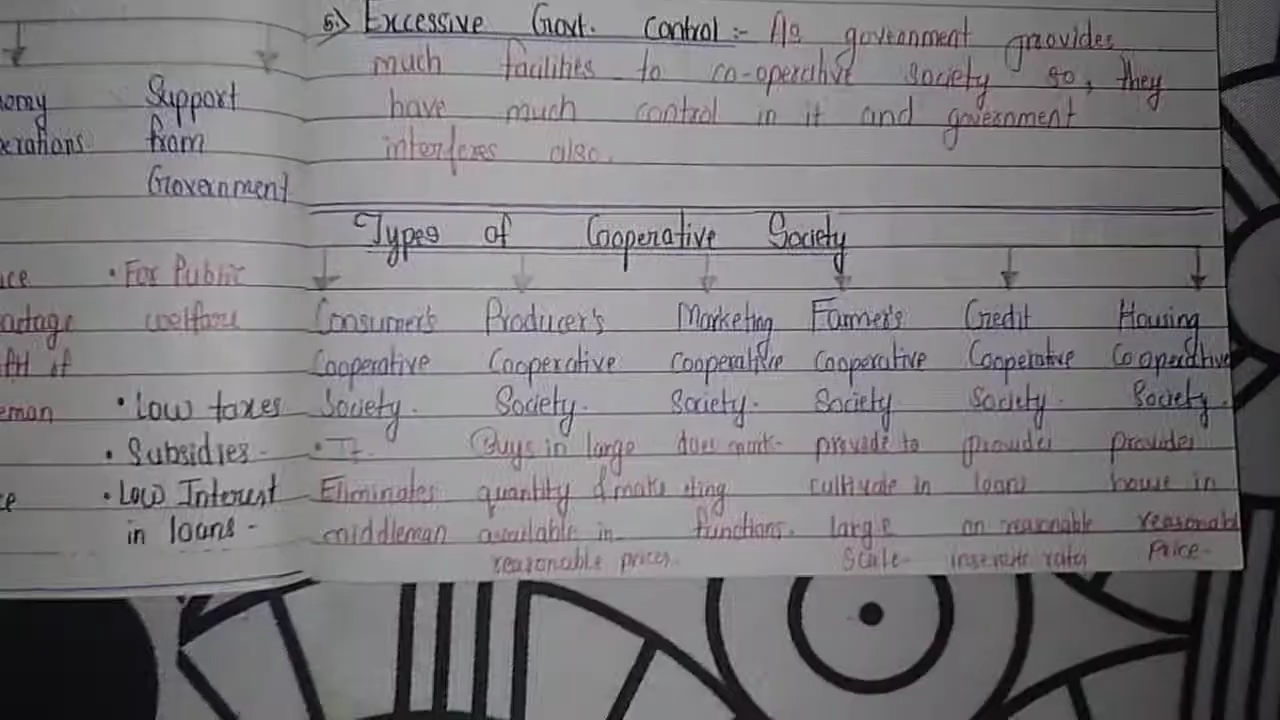 Support
from
Government
• For Public
welfare
• Low taxes
• Subsidies -
• Low Interest
in loans -
5.) Excessive Govt. Control :- As government provides
much facilities to co-operative society so, they
have much control in it and government
interferes also.
Types of Cooperative Society
Consumer's Producer's Marketing Farmer's Credit Housing
Cooperative Cooperative Cooperative Cooperative Cooperative Cooperative
Society. Society. Society. Society Society. Society.
• It Buys in large does mark- provide to provides provides
Eliminates quantity & make eting cultivate in loans house in
middleman available in functions. large on reasonable reasonabl
reasonable prices. Scale- rates Price-